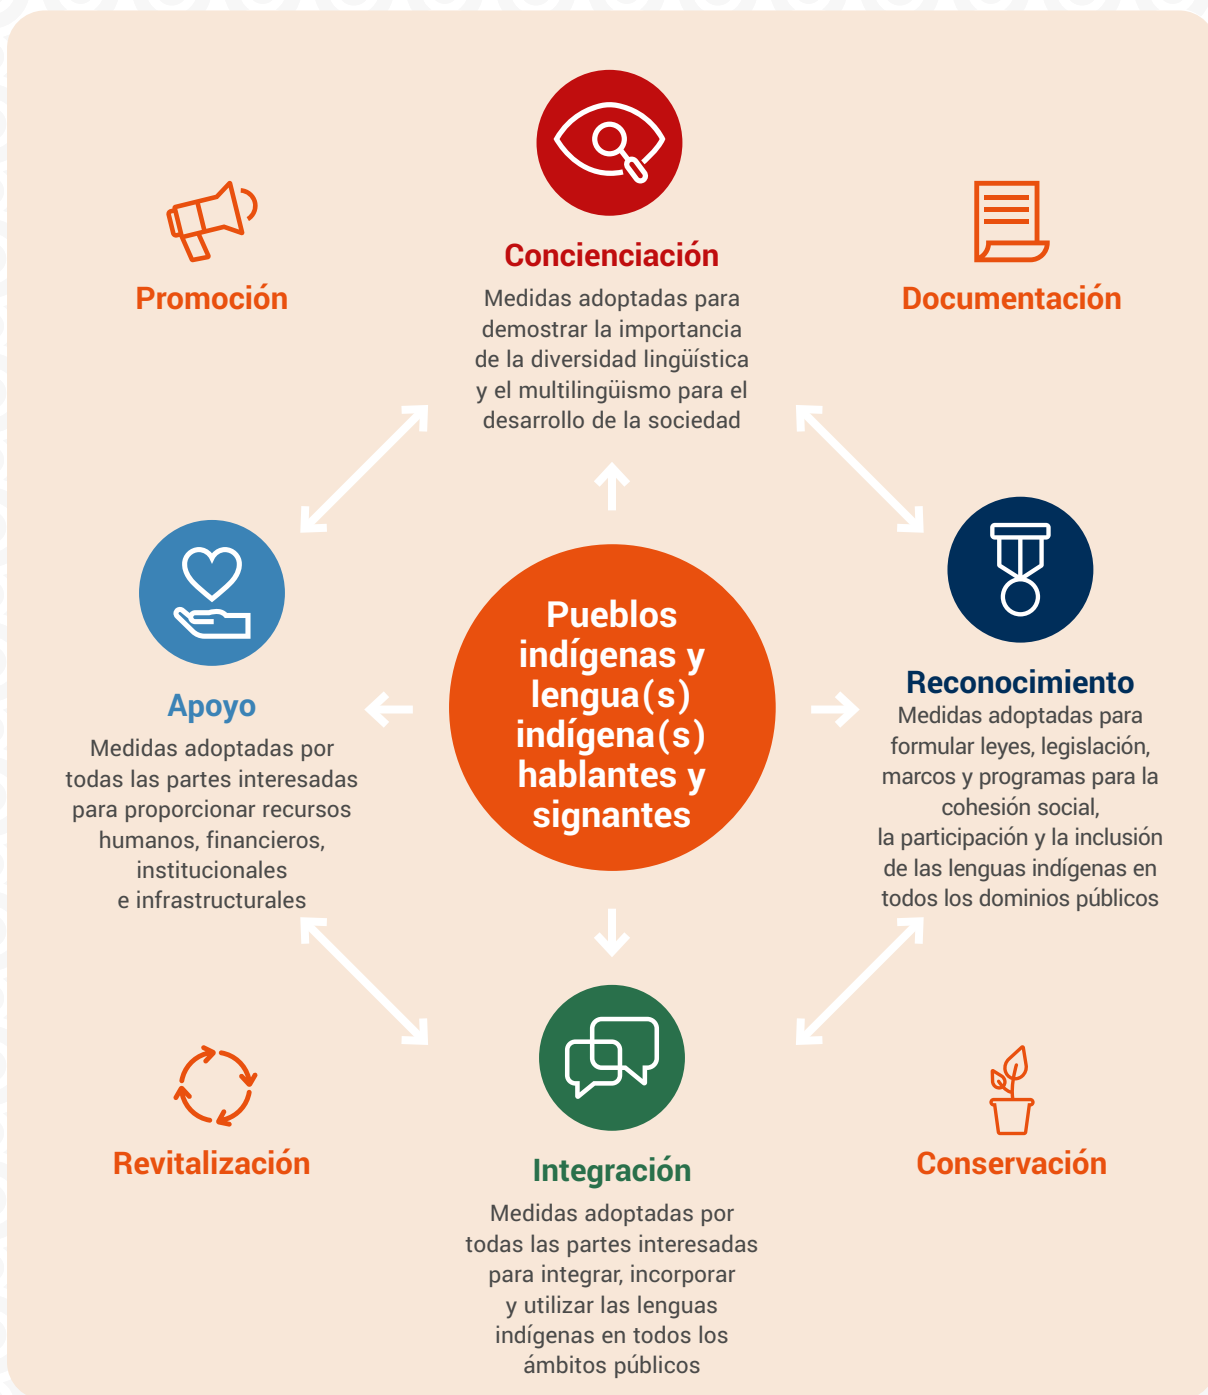 Promoción
Concienciación
Medidas adoptadas para
demostrar la importancia
de la diversidad lingüística
y el multilingüismo para el
desarrollo de la sociedad
Documentación
Apoyo
Medidas adoptadas por
todas las partes interesadas
para proporcionar recursos
humanos, financieros,
institucionales
e infrastructurales
Pueblos
indígenas y
lengua(s)
indígena(s)
hablantes y
signantes
Reconocimiento
Medidas adoptadas para
formular leyes, legislación,
marcos y programas para la
cohesión social,
la participación y la inclusión
de las lenguas indígenas en
todos los dominios públicos
Revitalización
Integración
Medidas adoptadas por
todas las partes interesadas
para integrar, incorporar
y utilizar las lenguas
indígenas en todos los
ámbitos públicos
Conservación